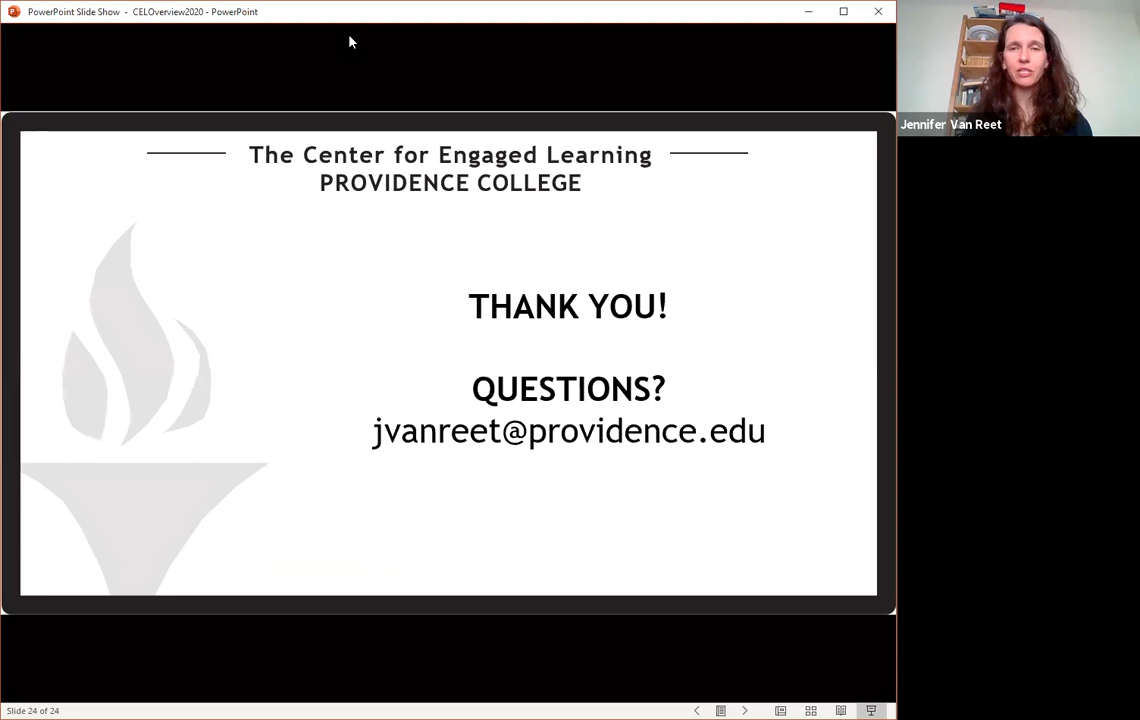 PowerPoint Slide Show - CELOverview2020 - PowerPoint
Jennifer Van Reet
The Center for Engaged Learning
PROVIDENCE COLLEGE
THANK YOU!
QUESTIONS?
jvanreet@providence.edu
Slide 24 of 24